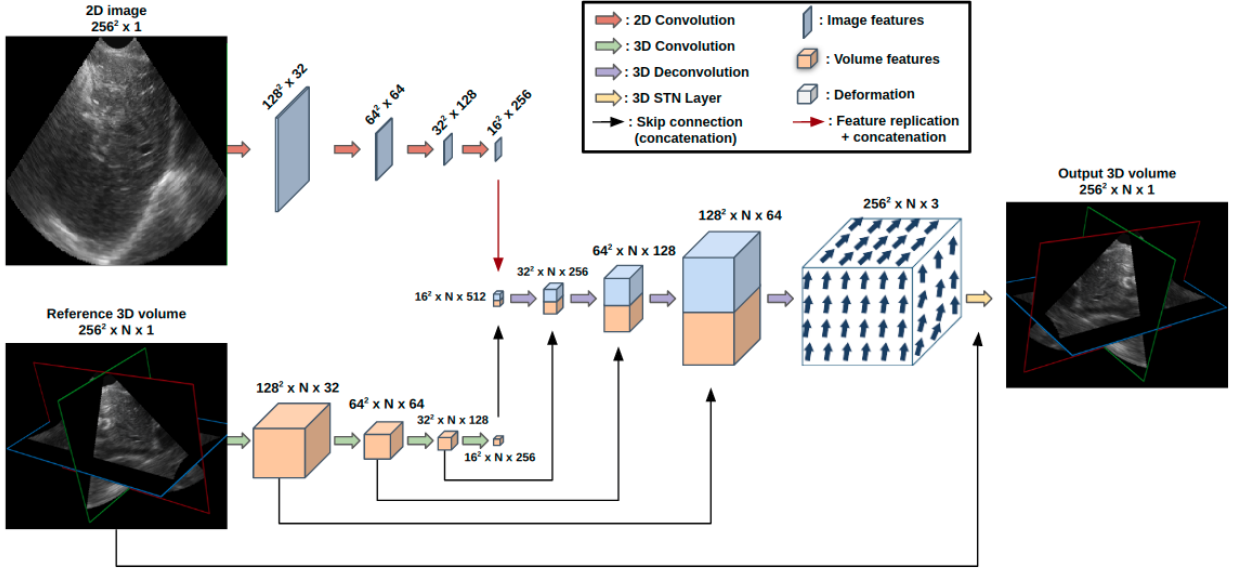 2D image
256² x 1
128² x 32
64² x 64
32² x 128
16² x 256
: 2D Convolution
: 3D Convolution
: 3D Deconvolution
: 3D STN Layer
: Skip connection
(concatenation)
: Image features
: Volume features
: Deformation
: Feature replication
+ concatenation
Output 3D volume
256² x N x 1
16² x N x 512
32² x N x 256
64² x N x 128
128² x N x 64
256² x N x 3
Reference 3D volume
256² x N x 1
128² x N x 32
64² x N x 64
32² x N x 128
16² x N x 256